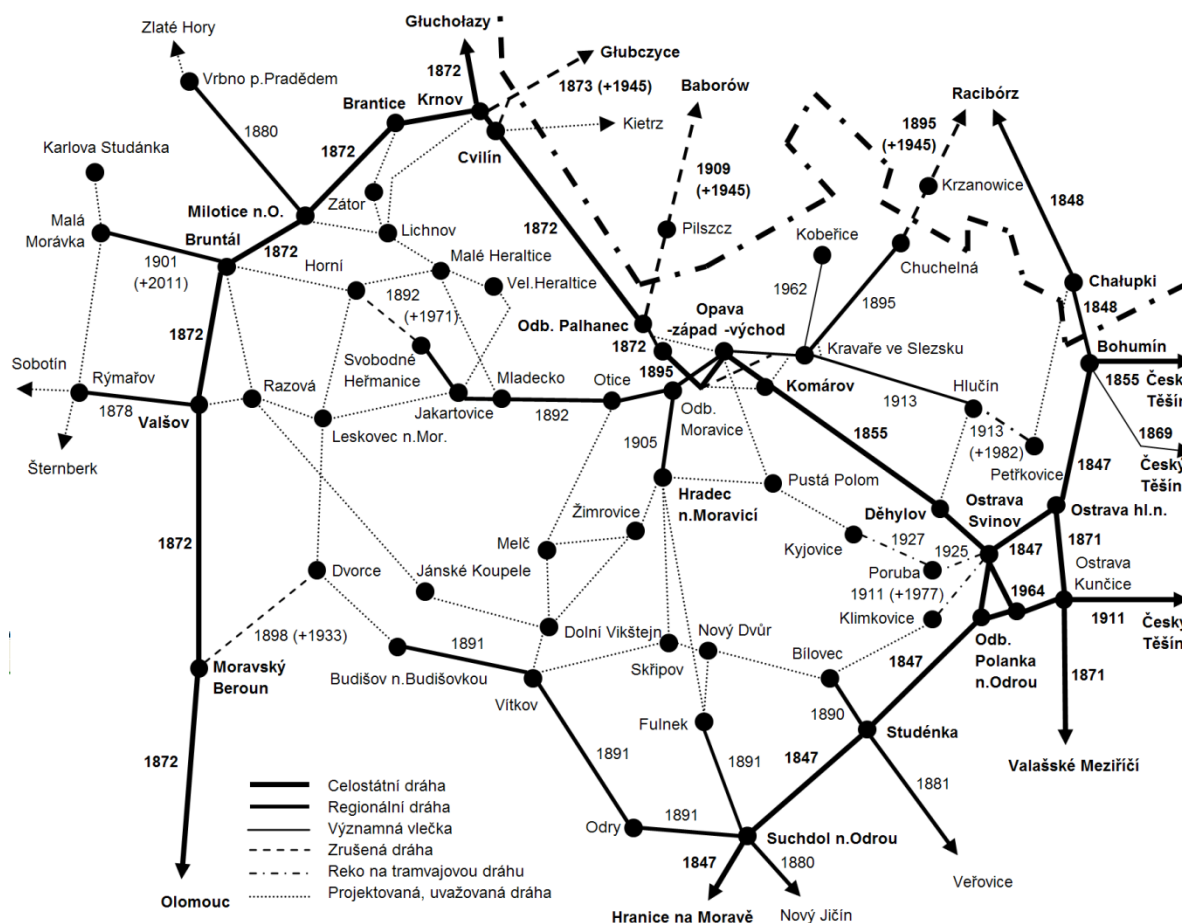 Zlaté Hory
Głuchołazy
Głubczyce
Vrbno p.Pradědem
1872
1873 (+1945)
Baborów
Racibórz
Brantice
Krnov
1880
1872
Kietrz
1895
(+1945)
Karlova Studánka
Cvilín
1909
(+1945)
Krzanowice
Zátor
1848
Milotice n.O.
Malá
Morávka
Bruntál
1872
Lichnov
1872
Pilszcz
Kobeřice
Chuchelná
1901
(+2011)
Horní
Malé Heraltice
Vel.Heraltice
1892
(+1971)
1962
1895
Chałupki
1848
Odb. Palhanec
Opava
-západ -východ
1872
Svobodné
Heřmanice
1872
1895
Kravaře ve Slezsku
Bohumín
Sobotín
Rýmařov
1878
Valšov
Razová
Leskovec n.Mor.
Jakartovice
Mladecko
1892
Otice
Odb.
Moravice
Komárov
1913
Hlučín
1913
(+1982)
Petřkovice
1855
Český
Těšín
1869
Český
Těšín
Šternberk
1905
1855
1847
Hradec
n.Moravicí
Pustá Polom
Žimrovice
Děhylov
Ostrava
Svinov
Ostrava hl.n.
1872
Melč
Kyjovice
1927
1925
1847
1871
Dvorce
Jánské Koupele
Poruba
Ostrava
Kunčice
1911 (+1977)
1964
Klimkovice
1911
Český
Těšín
1898 (+1933)
Dolní Vikštejn
Nový Dvůr
Bílovec
Odb.
Polanka
n.Odrou
1891
1847
Moravský
Beroun
Budišov n.Budišovkou
Vítkov
Skřipov
1871
1890
Fulnek
Studénka
1872
1891
1891
1847
Valašské Meziříčí
1881
Celostátní dráha
Regionální dráha
Významná vlečka
Zrušená dráha
Reko na tramvajovou dráhu
Projektovaná, uvažovaná dráha
Odry
1891
Suchdol n.Odrou
1847
1880
Veřovice
Olomouc
Hranice na Moravě
Nový Jičín